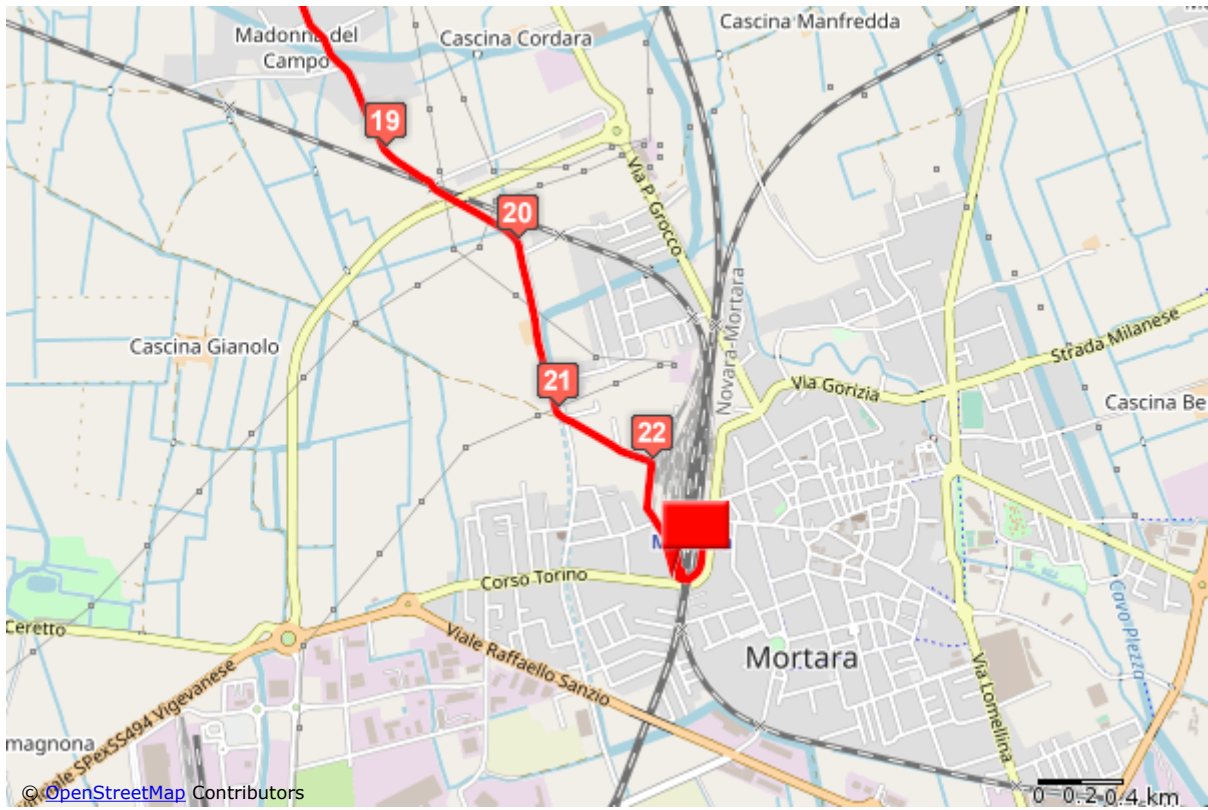 Madonna del
Campo
Cascina Cordara
Cascina Manfredda
19
Via P. Grocco
20
Novara-Mortara
Strada Milanese
Cascina Gianolo
21
Via Gorizia
Cascina Be
22
Corso Torino
Cavo Plezza
Ceretto
Viale Raffaello Sanzio
Mortara
Via Lomellina
magnona
SPexSS494 Vigevanese
0 0.2 0.4 km
© OpenStreetMap Contributors